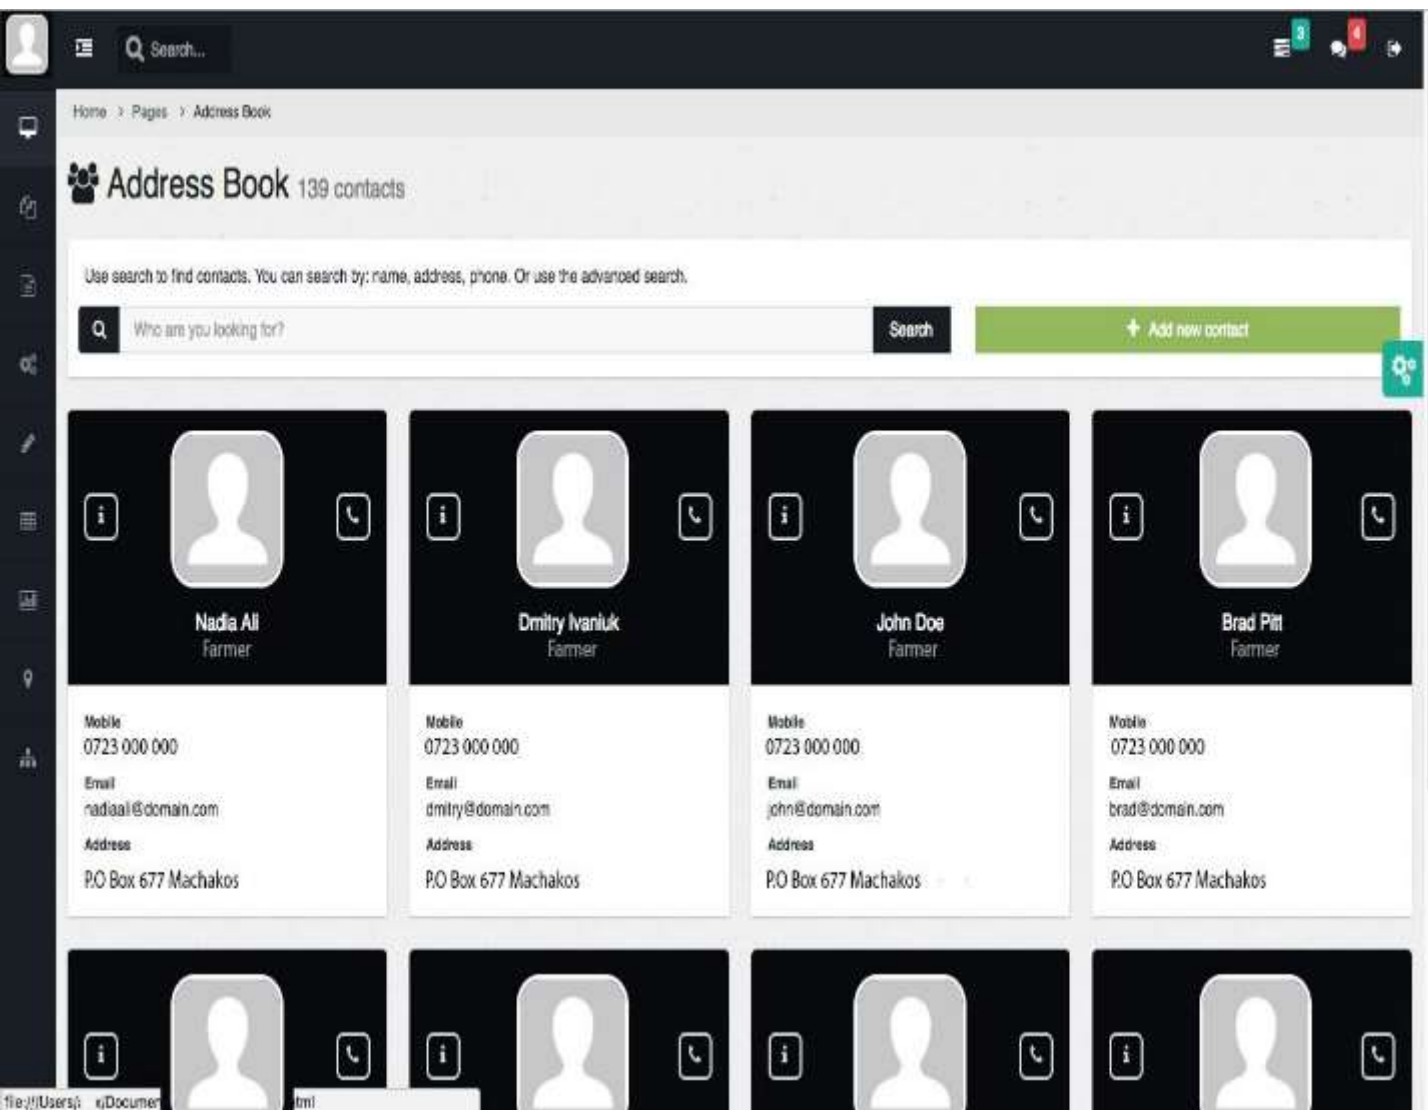 Search...
3
4
Home > Pages > Address Book
Address Book 139 contacts
Use search to find contacts. You can search by: name, address, phone. Or use the advanced search.
Who are you looking for?
Search
+ Add new contact
Nadia Ali
Farmer
Mobile
0723 000 000
Email
nadiaali@domain.com
Address
P.O Box 677 Machakos
Dmitry Ivaniuk
Farmer
Mobile
0723 000 000
Email
dmitry@domain.com
Address
P.O Box 677 Machakos
John Doe
Farmer
Mobile
0723 000 000
Email
john@domain.com
Address
P.O Box 677 Machakos
Brad Pitt
Farmer
Mobile
0723 000 000
Email
brad@domain.com
Address
P.O Box 677 Machakos
file:///Users/